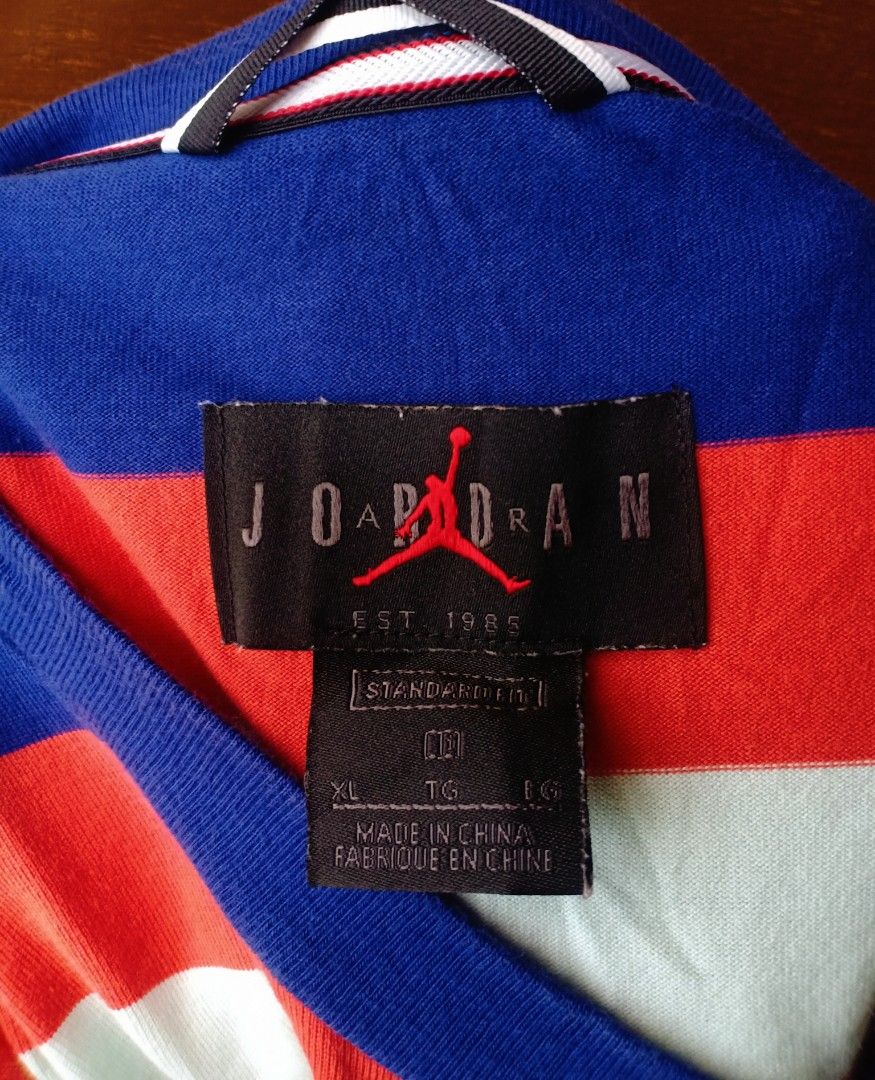 JORDAN
AIR
EST. 1985
STANDARD FIT
XL TG EG
MADE IN CHINA
FABRIQUE EN CHINE